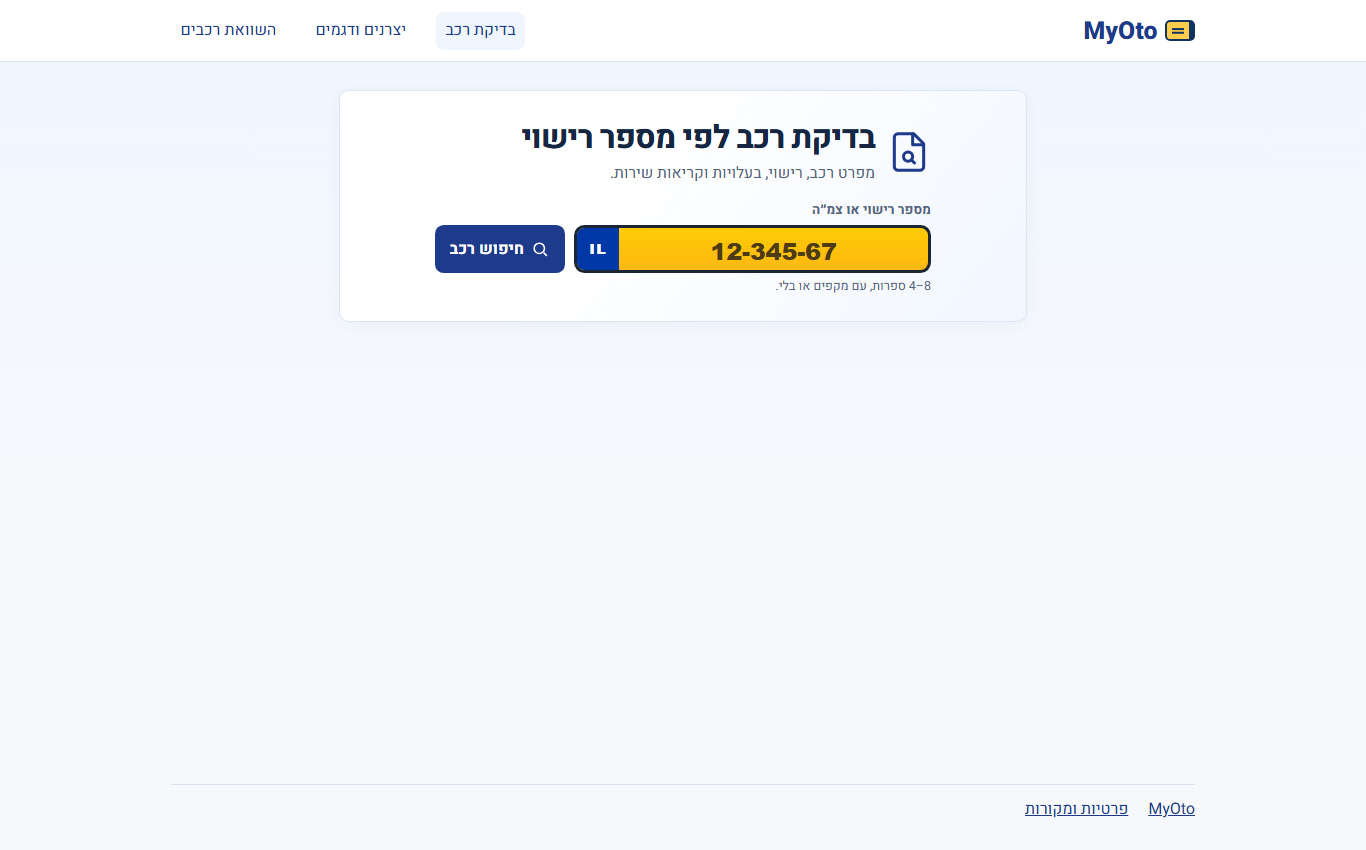 MyOto
בדיקת רכב
יצרנים ודגמים
השוואת רכבים
בדיקת רכב לפי מספר רישוי
מפרט רכב, רישוי, בעלויות וקריאות שירות.
מספר רישוי או צמ״ה
12-345-67
IL
חיפוש רכב
4–8 ספרות, עם מקפים או בלי.
MyOto
פרטיות ומקורות